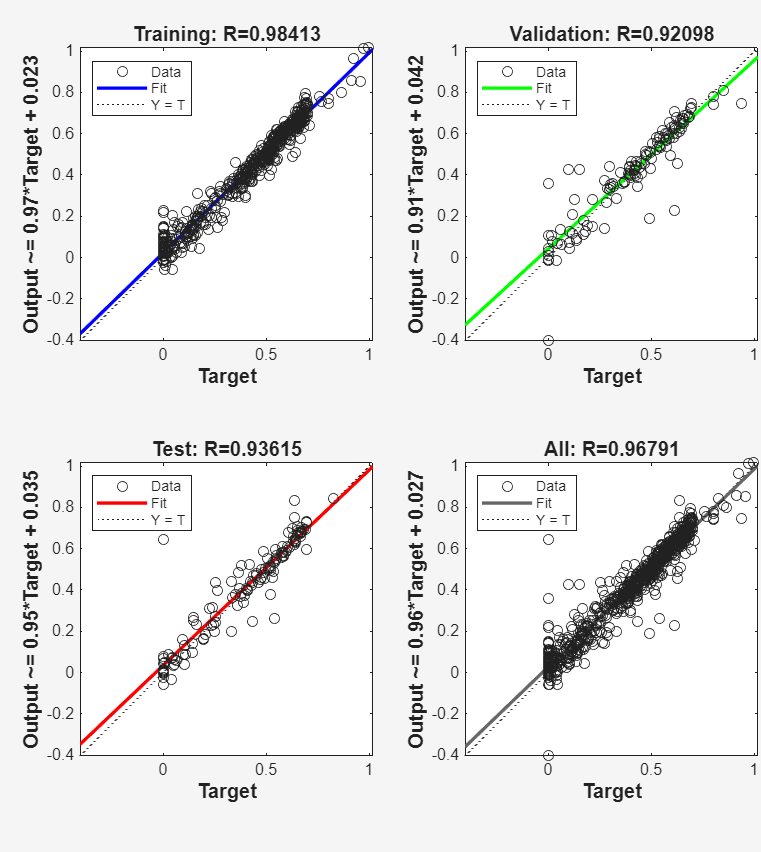 Training: R=0.98413
Output ~= 0.97*Target + 0.023
1
0.8
0.6
0.4
0.2
0
-0.2
-0.4
Data
Fit
Y = T
0 0.5 1
Target
Validation: R=0.92098
Output ~= 0.91*Target + 0.042
1
0.8
0.6
0.4
0.2
0
-0.2
-0.4
Data
Fit
Y = T
0 0.5 1
Target
Test: R=0.93615
Output ~= 0.95*Target + 0.035
1
0.8
0.6
0.4
0.2
0
-0.2
-0.4
Data
Fit
Y = T
0 0.5 1
Target
All: R=0.96791
Output ~= 0.96*Target + 0.027
1
0.8
0.6
0.4
0.2
0
-0.2
-0.4
Data
Fit
Y = T
0 0.5 1
Target